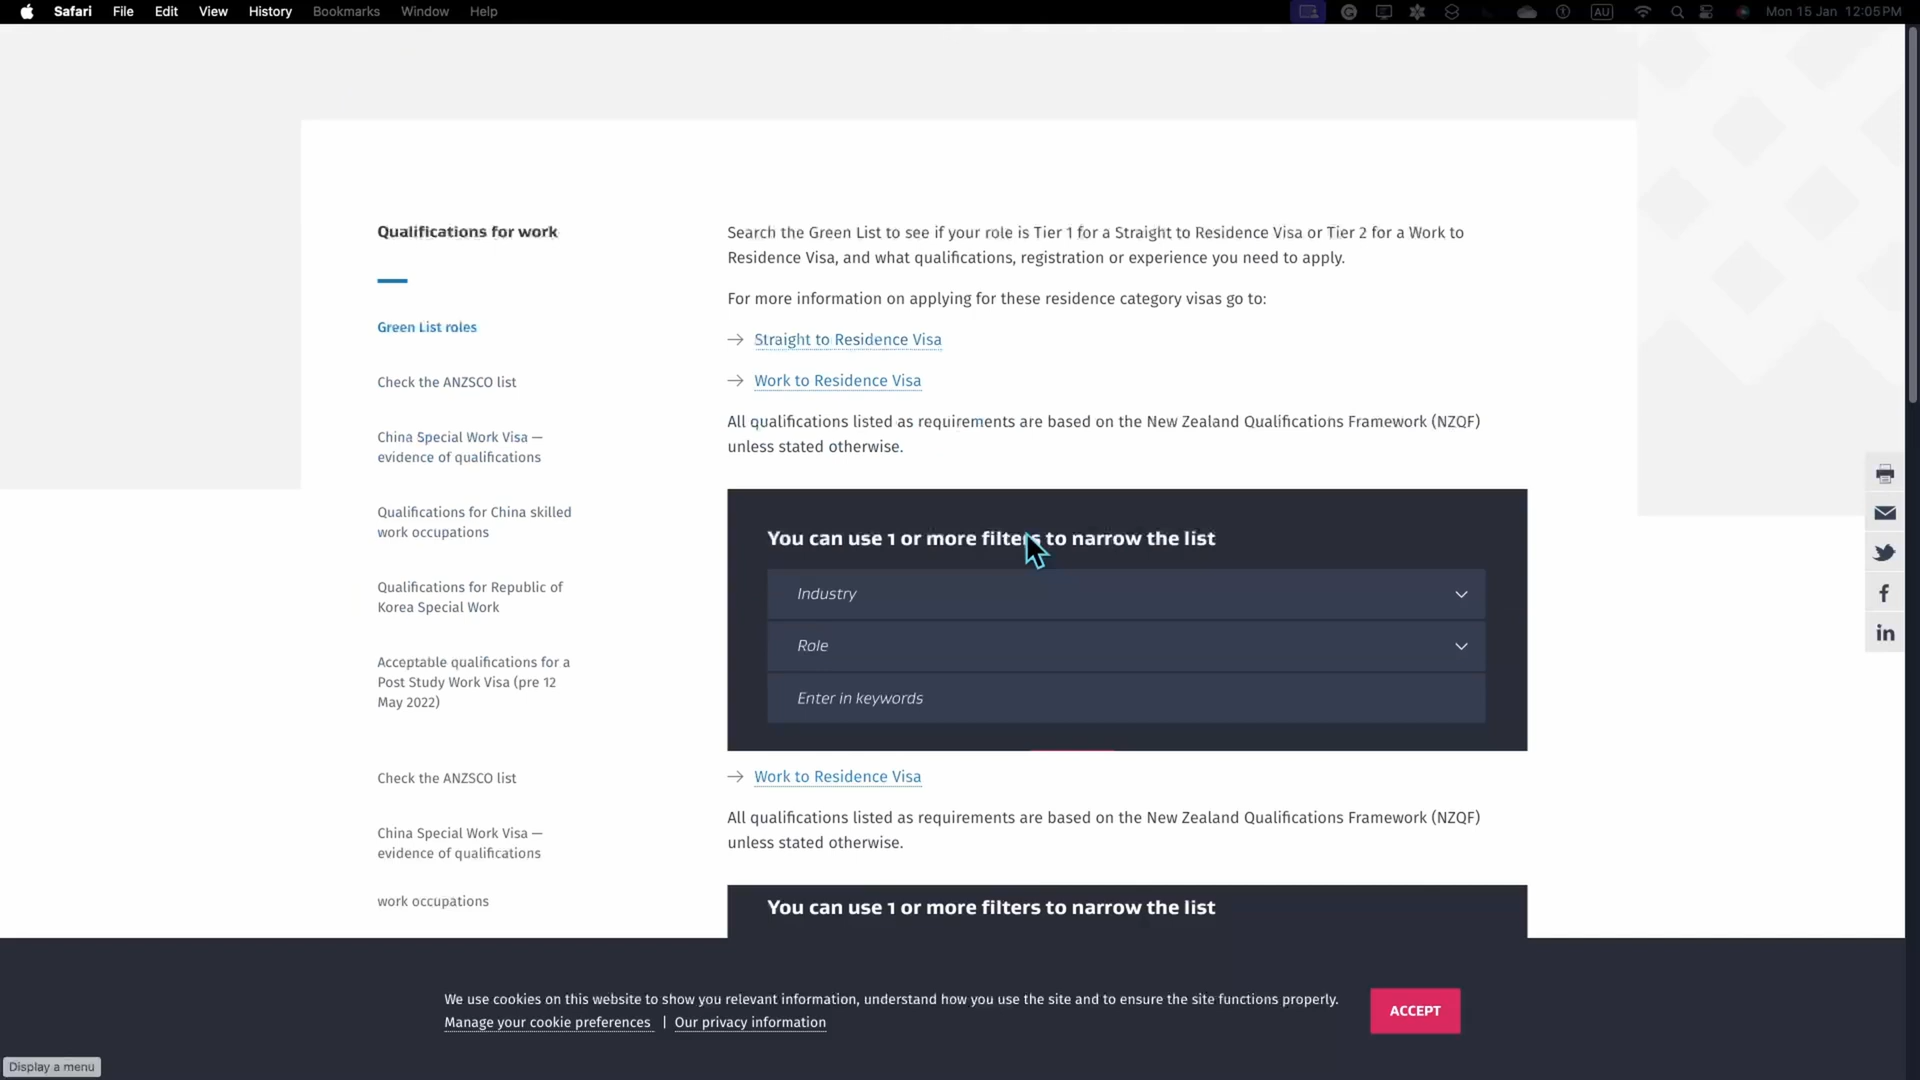 Safari File Edit View History Bookmarks Window Help
AU
Mon 15 Jan 12:05 PM
Qualifications for work
Green List roles
Check the ANZSCO list
China Special Work Visa —
evidence of qualifications
Qualifications for China skilled
work occupations
Qualifications for Republic of
Korea Special Work
Acceptable qualifications for a
Post Study Work Visa (pre 12
May 2022)
Check the ANZSCO list
China Special Work Visa —
evidence of qualifications
work occupations
Search the Green List to see if your role is Tier 1 for a Straight to Residence Visa or Tier 2 for a Work to
Residence Visa, and what qualifications, registration or experience you need to apply.
For more information on applying for these residence category visas go to:
→ Straight to Residence Visa
→ Work to Residence Visa
All qualifications listed as requirements are based on the New Zealand Qualifications Framework (NZQF)
unless stated otherwise.
You can use 1 or more filters to narrow the list
Industry
Role
Enter in keywords
→ Work to Residence Visa
All qualifications listed as requirements are based on the New Zealand Qualifications Framework (NZQF)
unless stated otherwise.
You can use 1 or more filters to narrow the list
We use cookies on this website to show you relevant information, understand how you use the site and to ensure the site functions properly.
Manage your cookie preferences | Our privacy information
ACCEPT
Display a menu